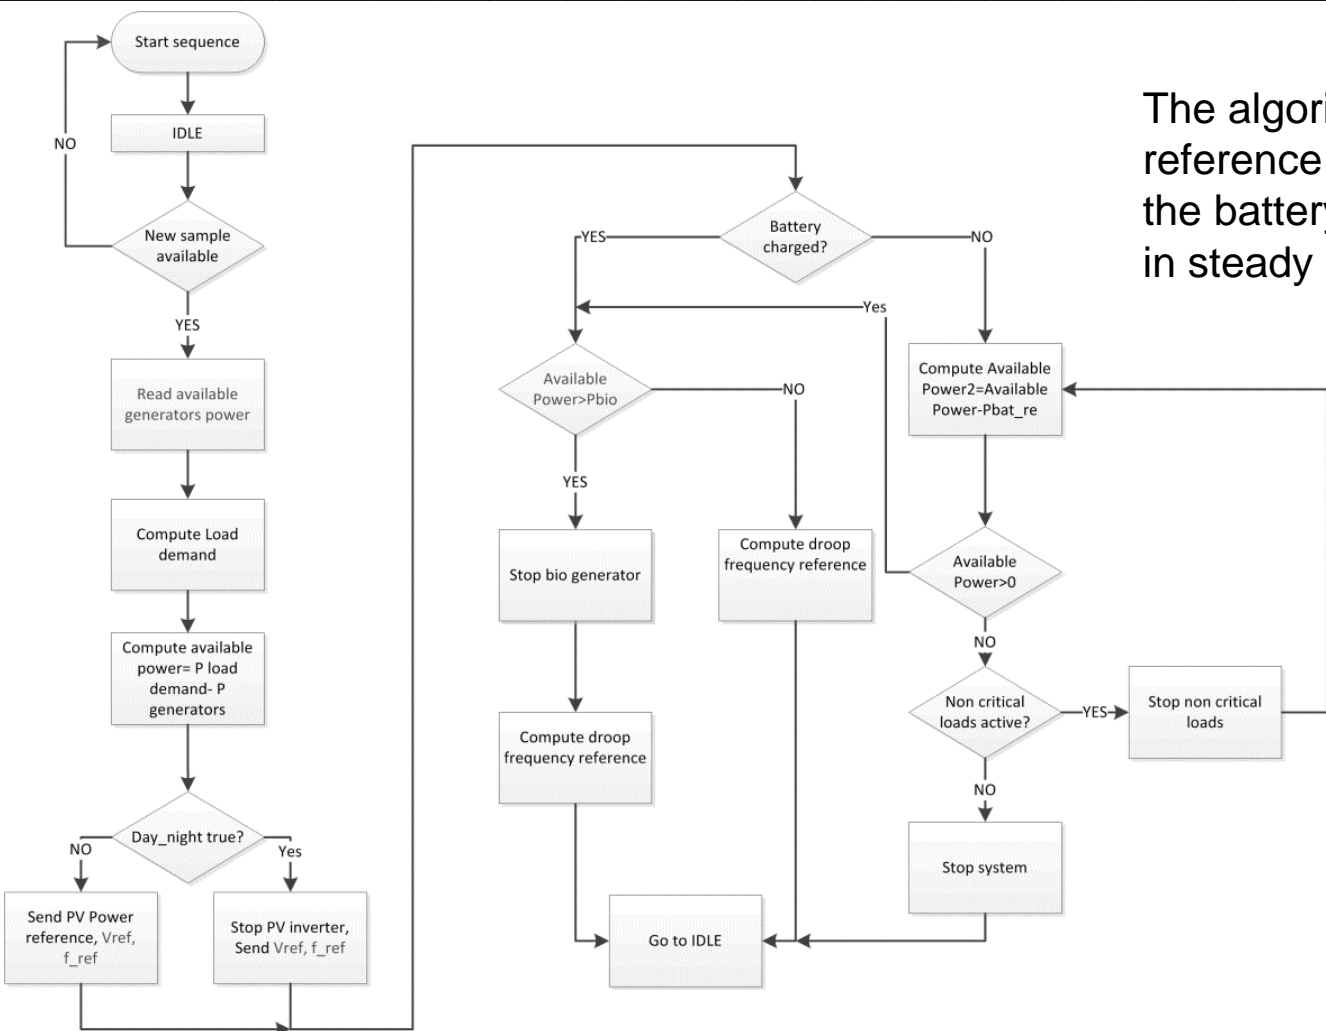 Start sequence
IDLE
NO
New sample
available
YES
Read available
generators power
Compute Load
demand
Compute available
power= P load
demand- P
generators
Day_night true?
NO
Yes
Send PV Power
reference, Vref,
f_ref
Stop PV inverter,
Send Vref, f_ref
Battery
charged?
YES
NO
Yes
Available
Power>Pbio
NO
YES
Stop bio generator
Compute droop
frequency reference
Compute droop
frequency reference
Go to IDLE
Compute Available
Power2=Available
Power-Pbat_re
Available
Power>0
NO
Non critical
loads active?
YES
Stop non critical
loads
NO
Stop system
The algori
reference
the battery
in steady